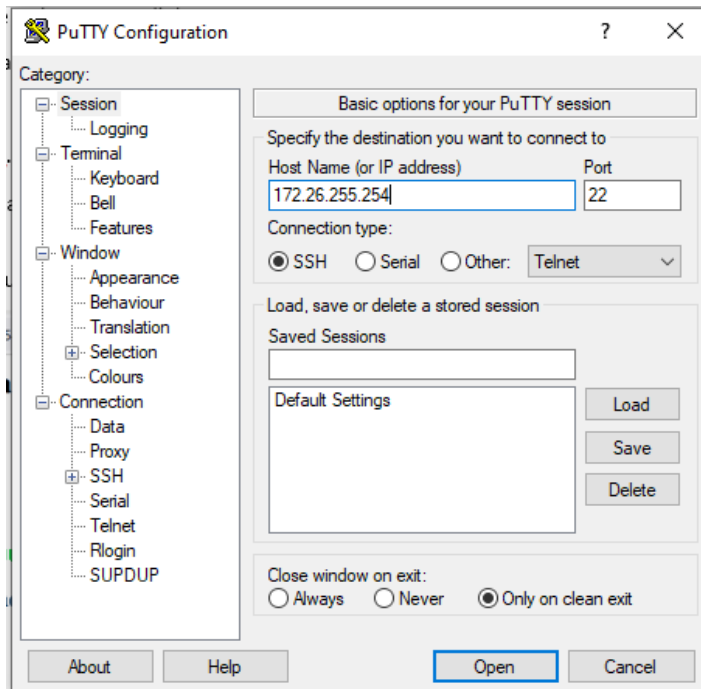 PuTTY Configuration
Category:
Session
Logging
Terminal
Keyboard
Bell
Features
Window
Appearance
Behaviour
Translation
Selection
Colours
Connection
Data
Proxy
SSH
Serial
Telnet
Rlogin
SUPDUP
Basic options for your PuTTY session
Specify the destination you want to connect to
Host Name (or IP address) Port
172.26.255.254 22
Connection type:
SSH Serial Other: Telnet
Load, save or delete a stored session
Saved Sessions
Default Settings
Load
Save
Delete
Close window on exit:
Always Never Only on clean exit
About Help Open Cancel